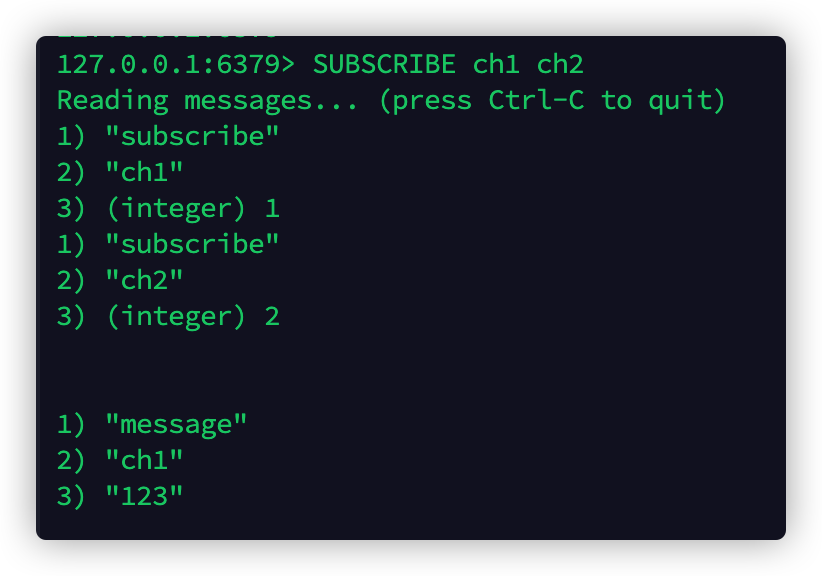 127.0.0.1:6379> SUBSCRIBE ch1 ch2
Reading messages... (press Ctrl-C to quit)
1) "subscribe"
2) "ch1"
3) (integer) 1
1) "subscribe"
2) "ch2"
3) (integer) 2
1) "message"
2) "ch1"
3) "123"